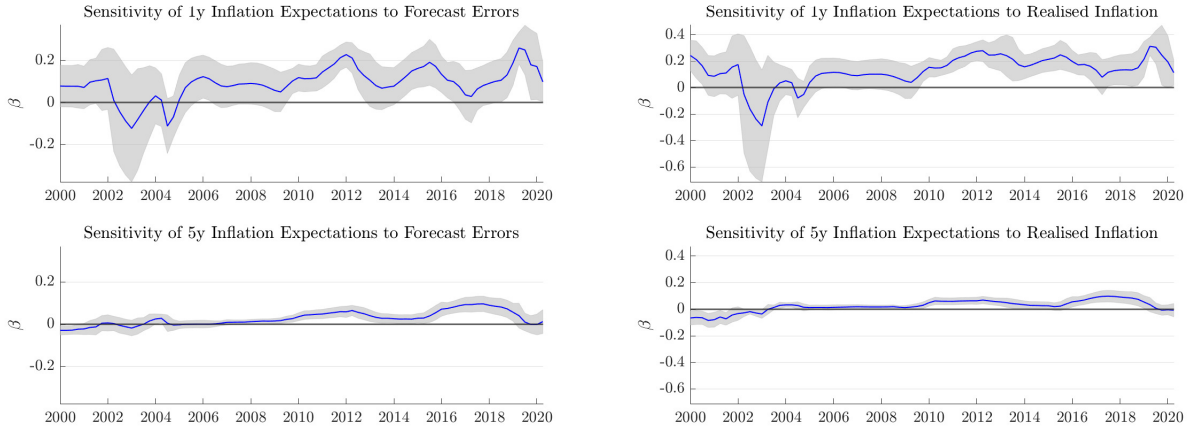 Sensitivity of 1y Inflation Expectations to Forecast Errors
0.2
0
-0.2
β
2000 2002 2004 2006 2008 2010 2012 2014 2016 2018 2020
Sensitivity of 1y Inflation Expectations to Realised Inflation
0.4
0.2
0
-0.2
-0.4
-0.6
β
2000 2002 2004 2006 2008 2010 2012 2014 2016 2018 2020
Sensitivity of 5y Inflation Expectations to Forecast Errors
0.2
0
-0.2
β
2000 2002 2004 2006 2008 2010 2012 2014 2016 2018 2020
Sensitivity of 5y Inflation Expectations to Realised Inflation
0.4
0.2
0
-0.2
-0.4
-0.6
β
2000 2002 2004 2006 2008 2010 2012 2014 2016 2018 2020